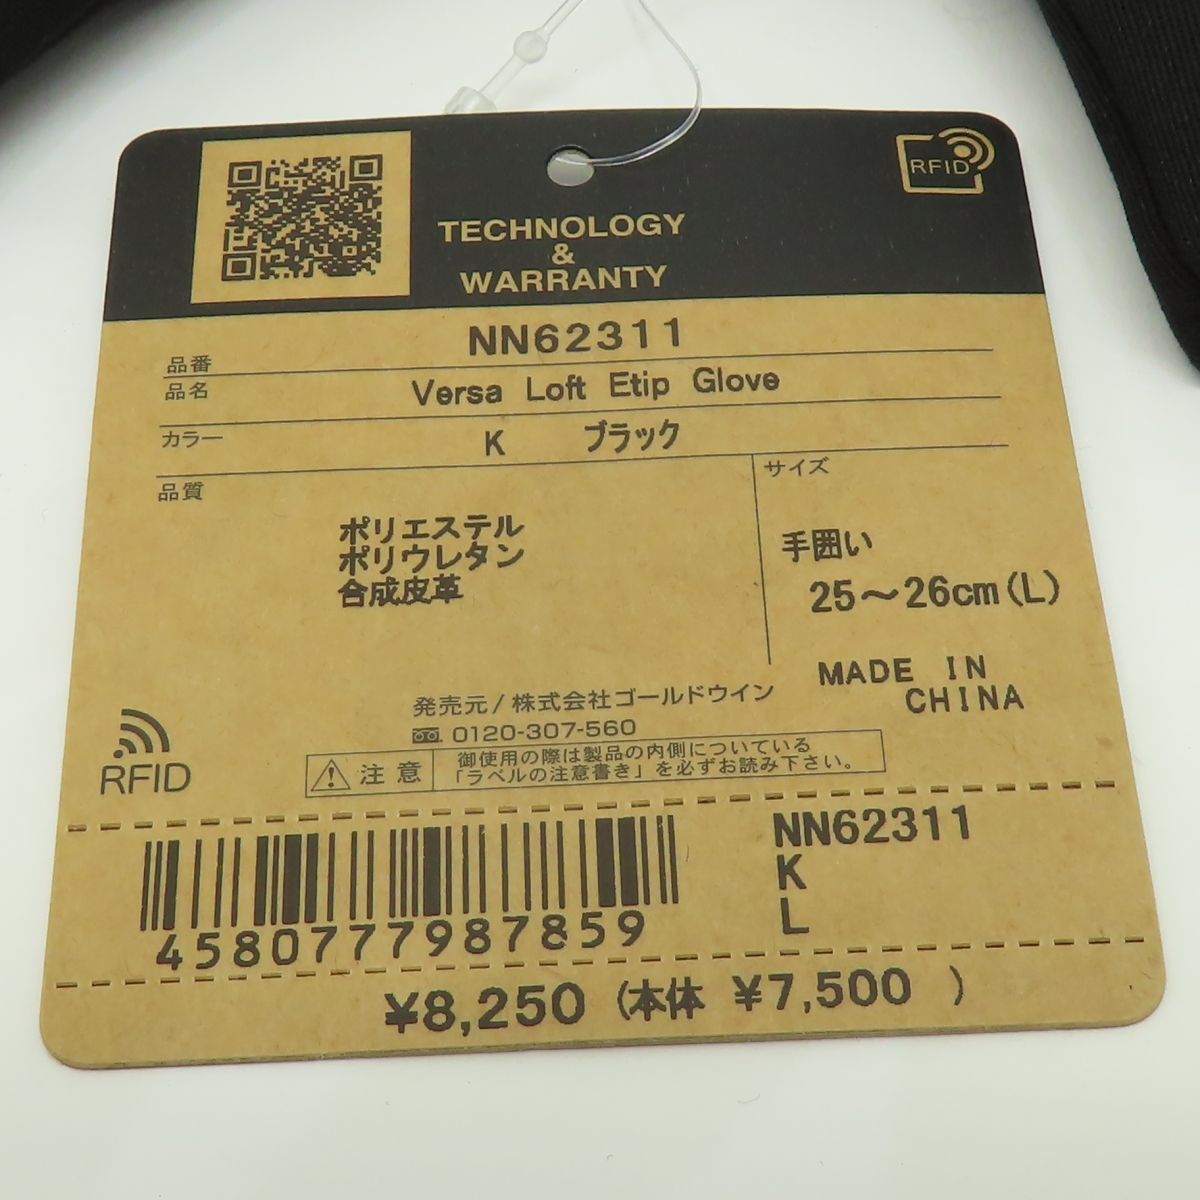 RFID
TECHNOLOGY
&
WARRANTY
品番 NN62311
品名 Versa Loft Etip Glove
カラー K ブラック
品質
ポリエステル
ポリウレタン
合成皮革
サイズ
手囲い
25～26cm(L)
MADE IN
CHINA
発売元/株式会社ゴールドウイン
0120-307-560
RFID
注意
御使用の際は製品の内側についている
「ラベルの注意書き」を必ずお読み下さい。
4580777987859
NN62311
K
L
¥8,250 (本体 ¥7,500 )